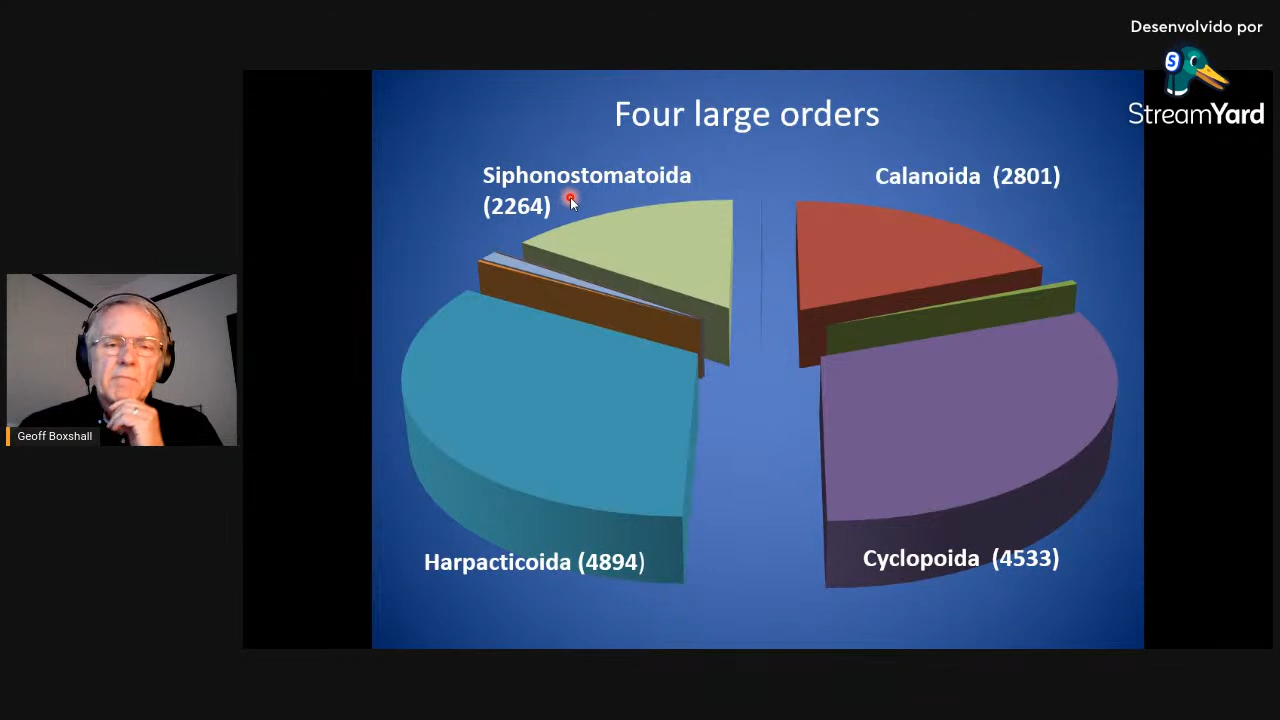 Desenvolvido por
StreamYard
Four large orders
Siphonostomatoida
(2264)
Calanoida (2801)
Harpacticoida (4894)
Cyclopoida (4533)
Geoff Boxshall